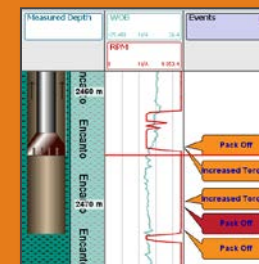 Measured Depth
WOB
Events
RPM
Encanto
2460 m
Encanto
Encanto
2470 m
Encanto
Pack Off
Increased Torq
Increased Torq
Pack Off
Pack Off